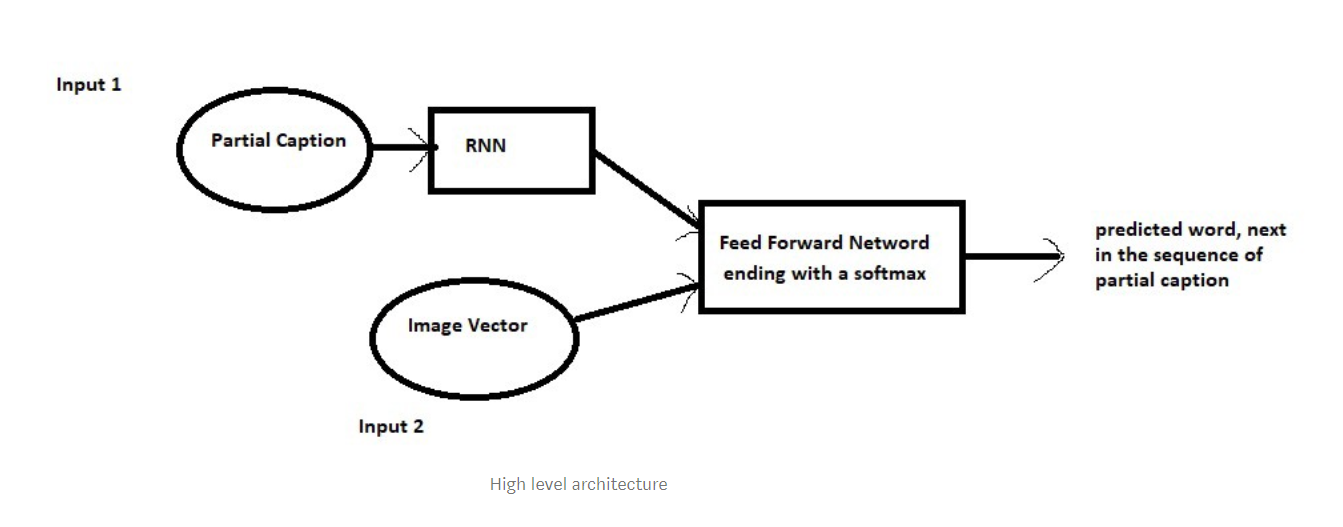 Input 1
Partial Caption
RNN
Feed Forward Netword
ending with a softmax
predicted word, next
in the sequence of
partial caption
Image Vector
Input 2
High level architecture